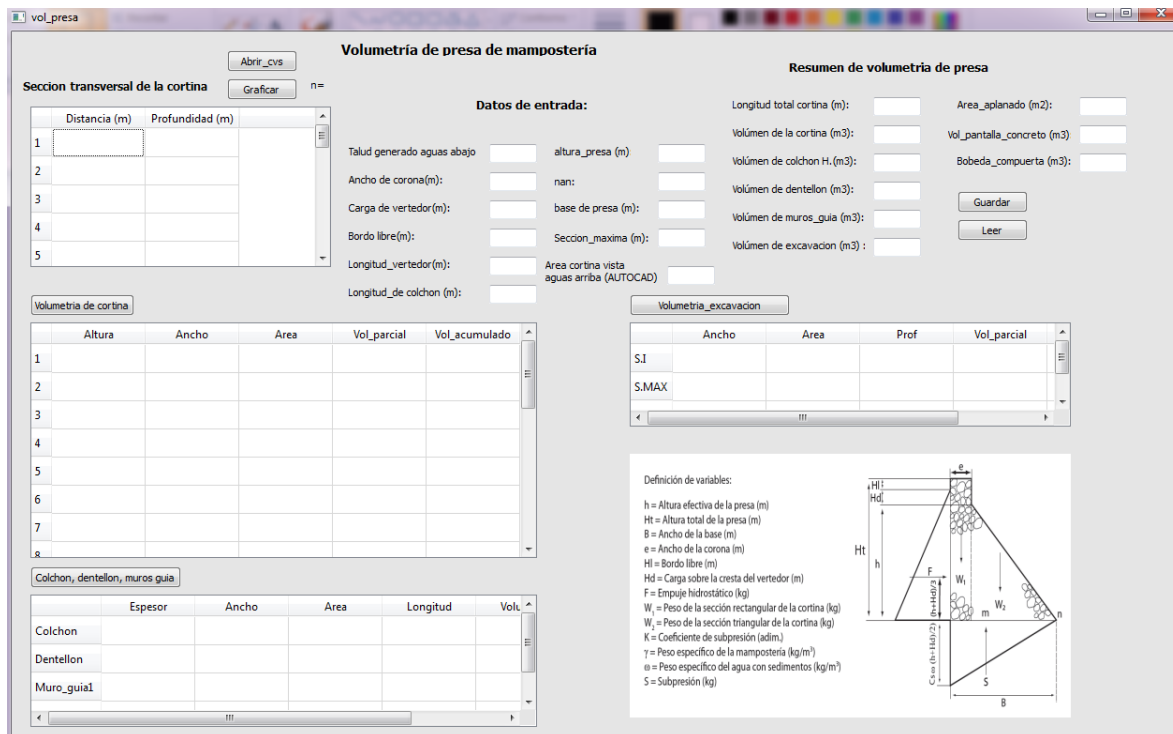 vol_presa
Volumetría de presa de mampostería
Abrir_cvs
Seccion transversal de la cortina
Graficar
n=
Distancia (m) Profundidad (m)
1
2
3
4
5
Datos de entrada:
Talud generado aguas abajo
altura_presa (m)
Ancho de corona(m):
nan:
Carga de vertedor(m):
base de presa (m):
Bordo libre(m):
Seccion_maxima (m):
Longitud_vertedor(m):
Area cortina vista
aguas arriba (AUTOCAD)
Longitud_de colchon (m):
Resumen de volumetria de presa
Longitud total cortina (m):
Area_aplanado (m2):
Volúmen de la cortina (m3):
Vol_pantalla_concreto (m3)
Volúmen de colchon H.(m3):
Bobeda_compuerta (m3):
Volúmen de dentellon (m3):
Guardar
Volúmen de muros_guia (m3):
Leer
Volúmen de excavacion (m3) :
Volumetria de cortina
Altura Ancho Area Vol_parcial Vol_acumulado
1
2
3
4
5
6
7
8
Volumetria_excavacion
Ancho Area Prof Vol_parcial
S.I
S.MAX
Colchon, dentellon, muros guia
Espesor Ancho Area Longitud Volu
Colchon
Dentellon
Muro_guia1
Definición de variables:
h = Altura efectiva de la presa (m)
Ht = Altura total de la presa (m)
B = Ancho de la base (m)
e = Ancho de la corona (m)
Hl = Bordo libre (m)
Hd = Carga sobre la cresta del vertedor (m)
F = Empuje hidrostático (kg)
W₁ = Peso de la sección rectangular de la cortina (kg)
W₂ = Peso de la sección triangular de la cortina (kg)
K = Coeficiente de subpresión (adim.)
γ = Peso específico de la mampostería (kg/m³)
ω = Peso específico del agua con sedimentos (kg/m³)
S = Subpresión (kg)
e
Hl
Hd
Ht
h
F
(h+Hd)/3
W₁
W₂
m
n
Csω (h+Hd)/2)
S
B